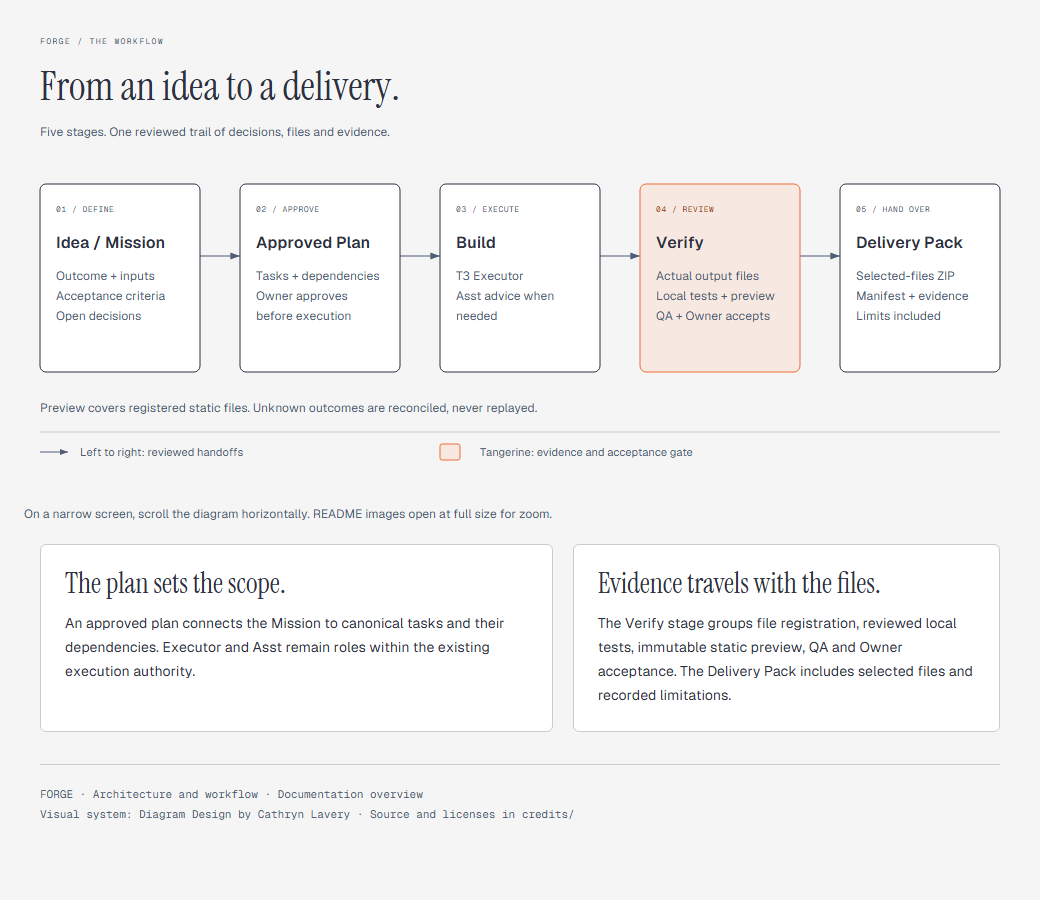 FORGE / THE WORKFLOW
From an idea to a delivery.
Five stages. One reviewed trail of decisions, files and evidence.
01 / DEFINE
Idea / Mission
Outcome + inputs
Acceptance criteria
Open decisions
02 / APPROVE
Approved Plan
Tasks + dependencies
Owner approves
before execution
03 / EXECUTE
Build
T3 Executor
Asst advice when
needed
04 / REVIEW
Verify
Actual output files
Local tests + preview
QA + Owner accepts
05 / HAND OVER
Delivery Pack
Selected-files ZIP
Manifest + evidence
Limits included
Preview covers registered static files. Unknown outcomes are reconciled, never replayed.
Left to right: reviewed handoffs
Tangerine: evidence and acceptance gate
On a narrow screen, scroll the diagram horizontally. README images open at full size for zoom.
The plan sets the scope.
An approved plan connects the Mission to canonical tasks and their
dependencies. Executor and Asst remain roles within the existing
execution authority.
Evidence travels with the files.
The Verify stage groups file registration, reviewed local
tests, immutable static preview, QA and Owner
acceptance. The Delivery Pack includes selected files and
recorded limitations.
FORGE · Architecture and workflow · Documentation overview
Visual system: Diagram Design by Cathryn Lavery · Source and licenses in credits/